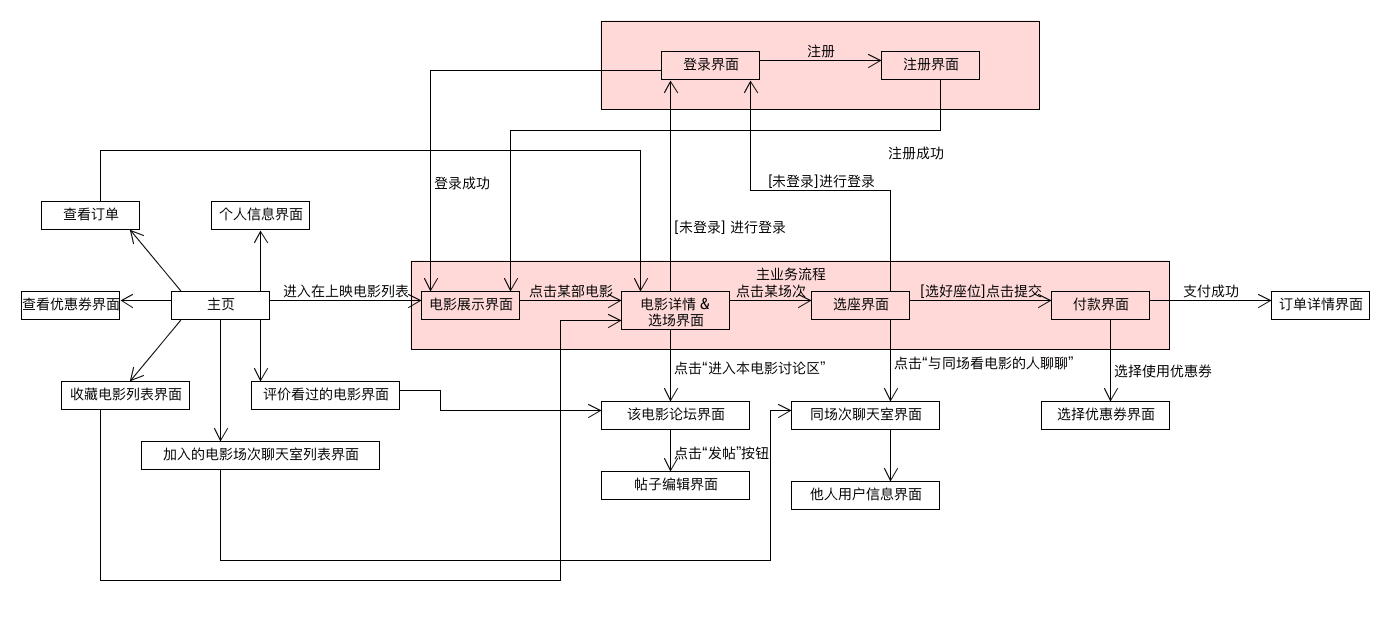 注册
登录界面
注册界面
注册成功
登录成功
[未登录]进行登录
查看订单
个人信息界面
[未登录] 进行登录
主业务流程
查看优惠券界面
主页
进入在上映电影列表
电影展示界面
点击某部电影
电影详情 &
选场界面
点击某场次
选座界面
[选好座位]点击提交
付款界面
支付成功
订单详情界面
点击“进入本电影讨论区”
点击“与同场看电影的人聊聊”
选择使用优惠券
收藏电影列表界面
评价看过的电影界面
该电影论坛界面
同场次聊天室界面
选择优惠券界面
加入的电影场次聊天室列表界面
点击“发帖”按钮
帖子编辑界面
他人用户信息界面